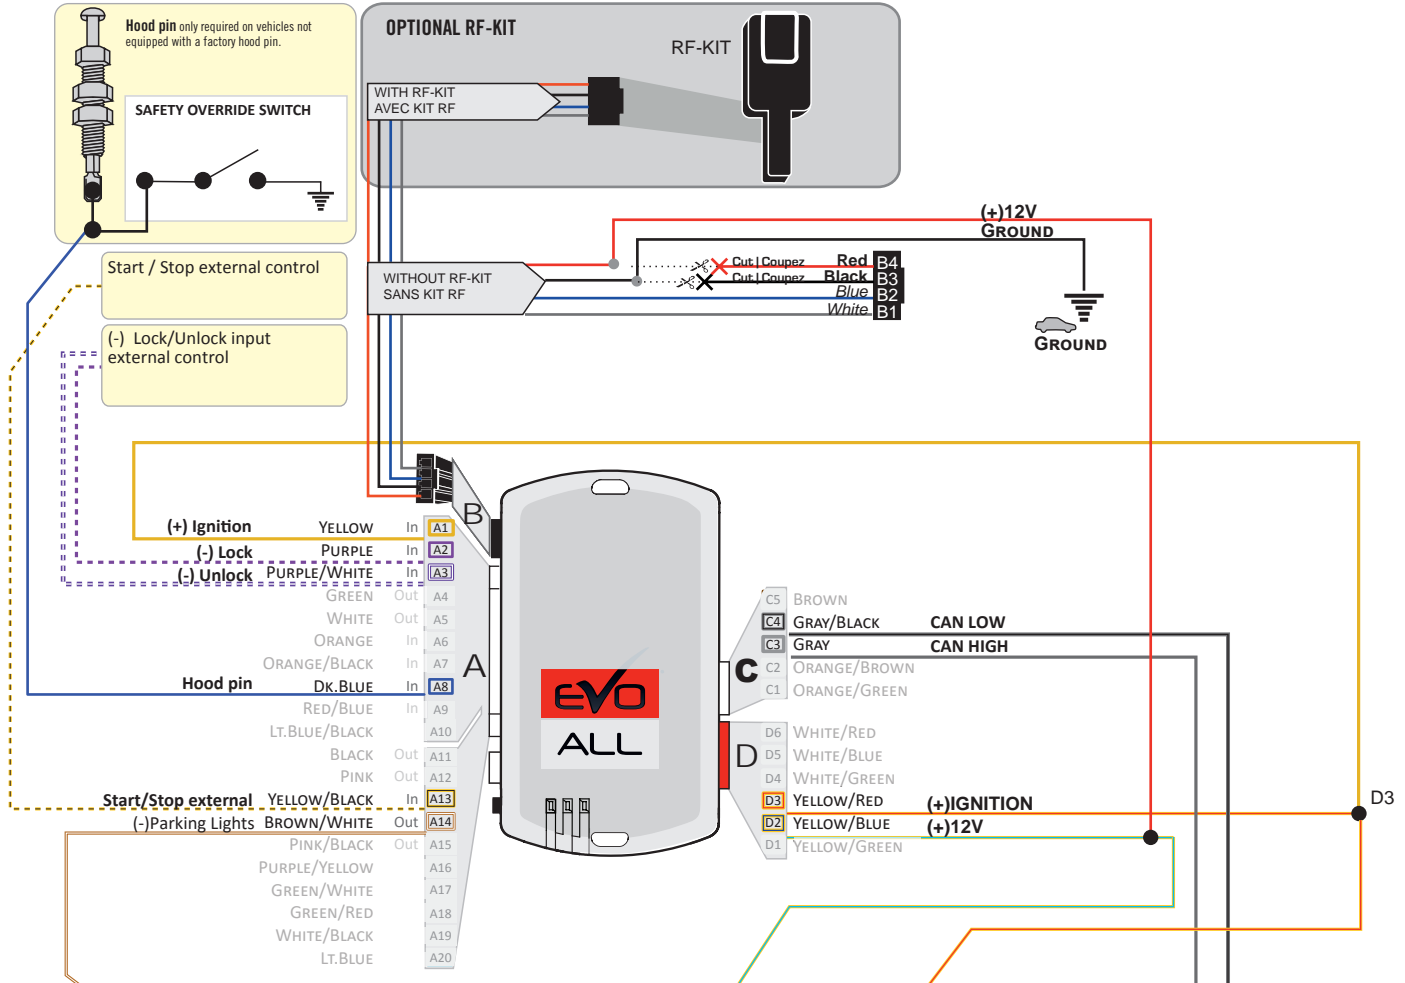 Hood pin only required on vehicles not
equipped with a factory hood pin.
SAFETY OVERRIDE SWITCH
OPTIONAL RF-KIT
RF-KIT
WITH RF-KIT
AVEC KIT RF
Start / Stop external control
(-) Lock/Unlock input
external control
WITHOUT RF-KIT
SANS KIT RF
(+)12V
GROUND
Cut | Coupez Red B4
Cut | Coupez Black B3
Blue B2
White B1
GROUND
B
(+) Ignition YELLOW In A1
(-) Lock PURPLE In A2
(-) Unlock PURPLE/WHITE In A3
GREEN Out A4
WHITE Out A5
ORANGE In A6
ORANGE/BLACK In A7
Hood pin DK.BLUE In A8
RED/BLUE In A9
LT.BLUE/BLACK A10
BLACK Out A11
PINK Out A12
Start/Stop external YELLOW/BLACK In A13
(-)Parking Lights BROWN/WHITE Out A14
PINK/BLACK Out A15
PURPLE/YELLOW A16
GREEN/WHITE A17
GREEN/RED A18
WHITE/BLACK A19
LT.BLUE A20
A
EVO
ALL
C
C5 BROWN
C4 GRAY/BLACK CAN LOW
C3 GRAY CAN HIGH
C2 ORANGE/BROWN
C1 ORANGE/GREEN
D
D6 WHITE/RED
D5 WHITE/BLUE
D4 WHITE/GREEN
D3 YELLOW/RED (+)IGNITION
D2 YELLOW/BLUE (+)12V
D1 YELLOW/GREEN
D3